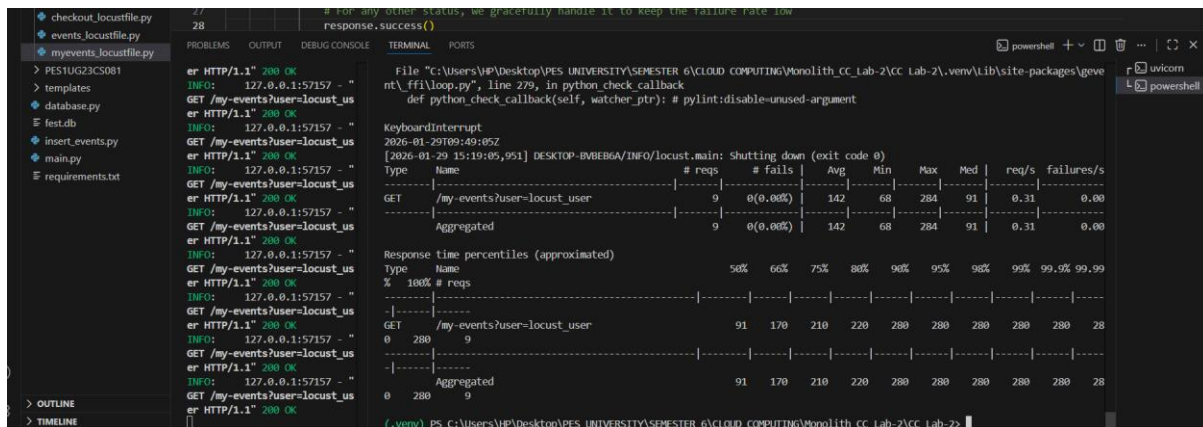 checkout_locustfile.py
events_locustfile.py
myevents_locustfile.py
> PES1UG23CS081
> templates
database.py
fest.db
insert_events.py
main.py
requirements.txt
> OUTLINE
> TIMELINE
27 # For any other status, we gracefully handle it to keep the failure rate low
28 response.success()
PROBLEMS OUTPUT DEBUG CONSOLE TERMINAL PORTS
powershell
er HTTP/1.1" 200 OK
INFO: 127.0.0.1:57157 - "
GET /my-events?user=locust_us
er HTTP/1.1" 200 OK
INFO: 127.0.0.1:57157 - "
GET /my-events?user=locust_us
er HTTP/1.1" 200 OK
INFO: 127.0.0.1:57157 - "
GET /my-events?user=locust_us
er HTTP/1.1" 200 OK
INFO: 127.0.0.1:57157 - "
GET /my-events?user=locust_us
er HTTP/1.1" 200 OK
INFO: 127.0.0.1:57157 - "
GET /my-events?user=locust_us
er HTTP/1.1" 200 OK
INFO: 127.0.0.1:57157 - "
GET /my-events?user=locust_us
er HTTP/1.1" 200 OK
INFO: 127.0.0.1:57157 - "
GET /my-events?user=locust_us
er HTTP/1.1" 200 OK
INFO: 127.0.0.1:57157 - "
GET /my-events?user=locust_us
er HTTP/1.1" 200 OK
File "C:\Users\HP\Desktop\PES UNIVERSITY\SEMESTER 6\CLOUD COMPUTING\Monolith_CC_Lab-2\CC Lab-2\.venv\Lib\site-packages\geve
nt\_ffi\loop.py", line 279, in python_check_callback
def python_check_callback(self, watcher_ptr): # pylint:disable=unused-argument
KeyboardInterrupt
2026-01-29T09:49:05Z
[2026-01-29 15:19:05,951] DESKTOP-BVBEB6A/INFO/locust.main: Shutting down (exit code 0)
Type Name # reqs # fails | Avg Min Max Med | req/s failures/s
--------|----------------------------------------|-------|-------------|-------|-------|-------|-------|--------|-----------
GET /my-events?user=locust_user 9 0(0.00%) | 142 68 284 91 | 0.31 0.00
--------|----------------------------------------|-------|-------------|-------|-------|-------|-------|--------|-----------
Aggregated 9 0(0.00%) | 142 68 284 91 | 0.31 0.00
Response time percentiles (approximated)
Type Name 50% 66% 75% 80% 90% 95% 98% 99% 99.9% 99.99
% 100% # reqs
--------|----------------------------------------|--------|------|------|------|------|------|------|------|------|----
-|------|------
GET /my-events?user=locust_user 91 170 210 220 280 280 280 280 280 28
0 280 9
--------|----------------------------------------|--------|------|------|------|------|------|------|------|------|----
-|------|------
Aggregated 91 170 210 220 280 280 280 280 280 28
0 280 9
(.venv) PS C:\Users\HP\Desktop\PES UNIVERSITY\SEMESTER 6\CLOUD COMPUTING\Monolith_CC_Lab-2\CC Lab-2>
uvicorn
powershell